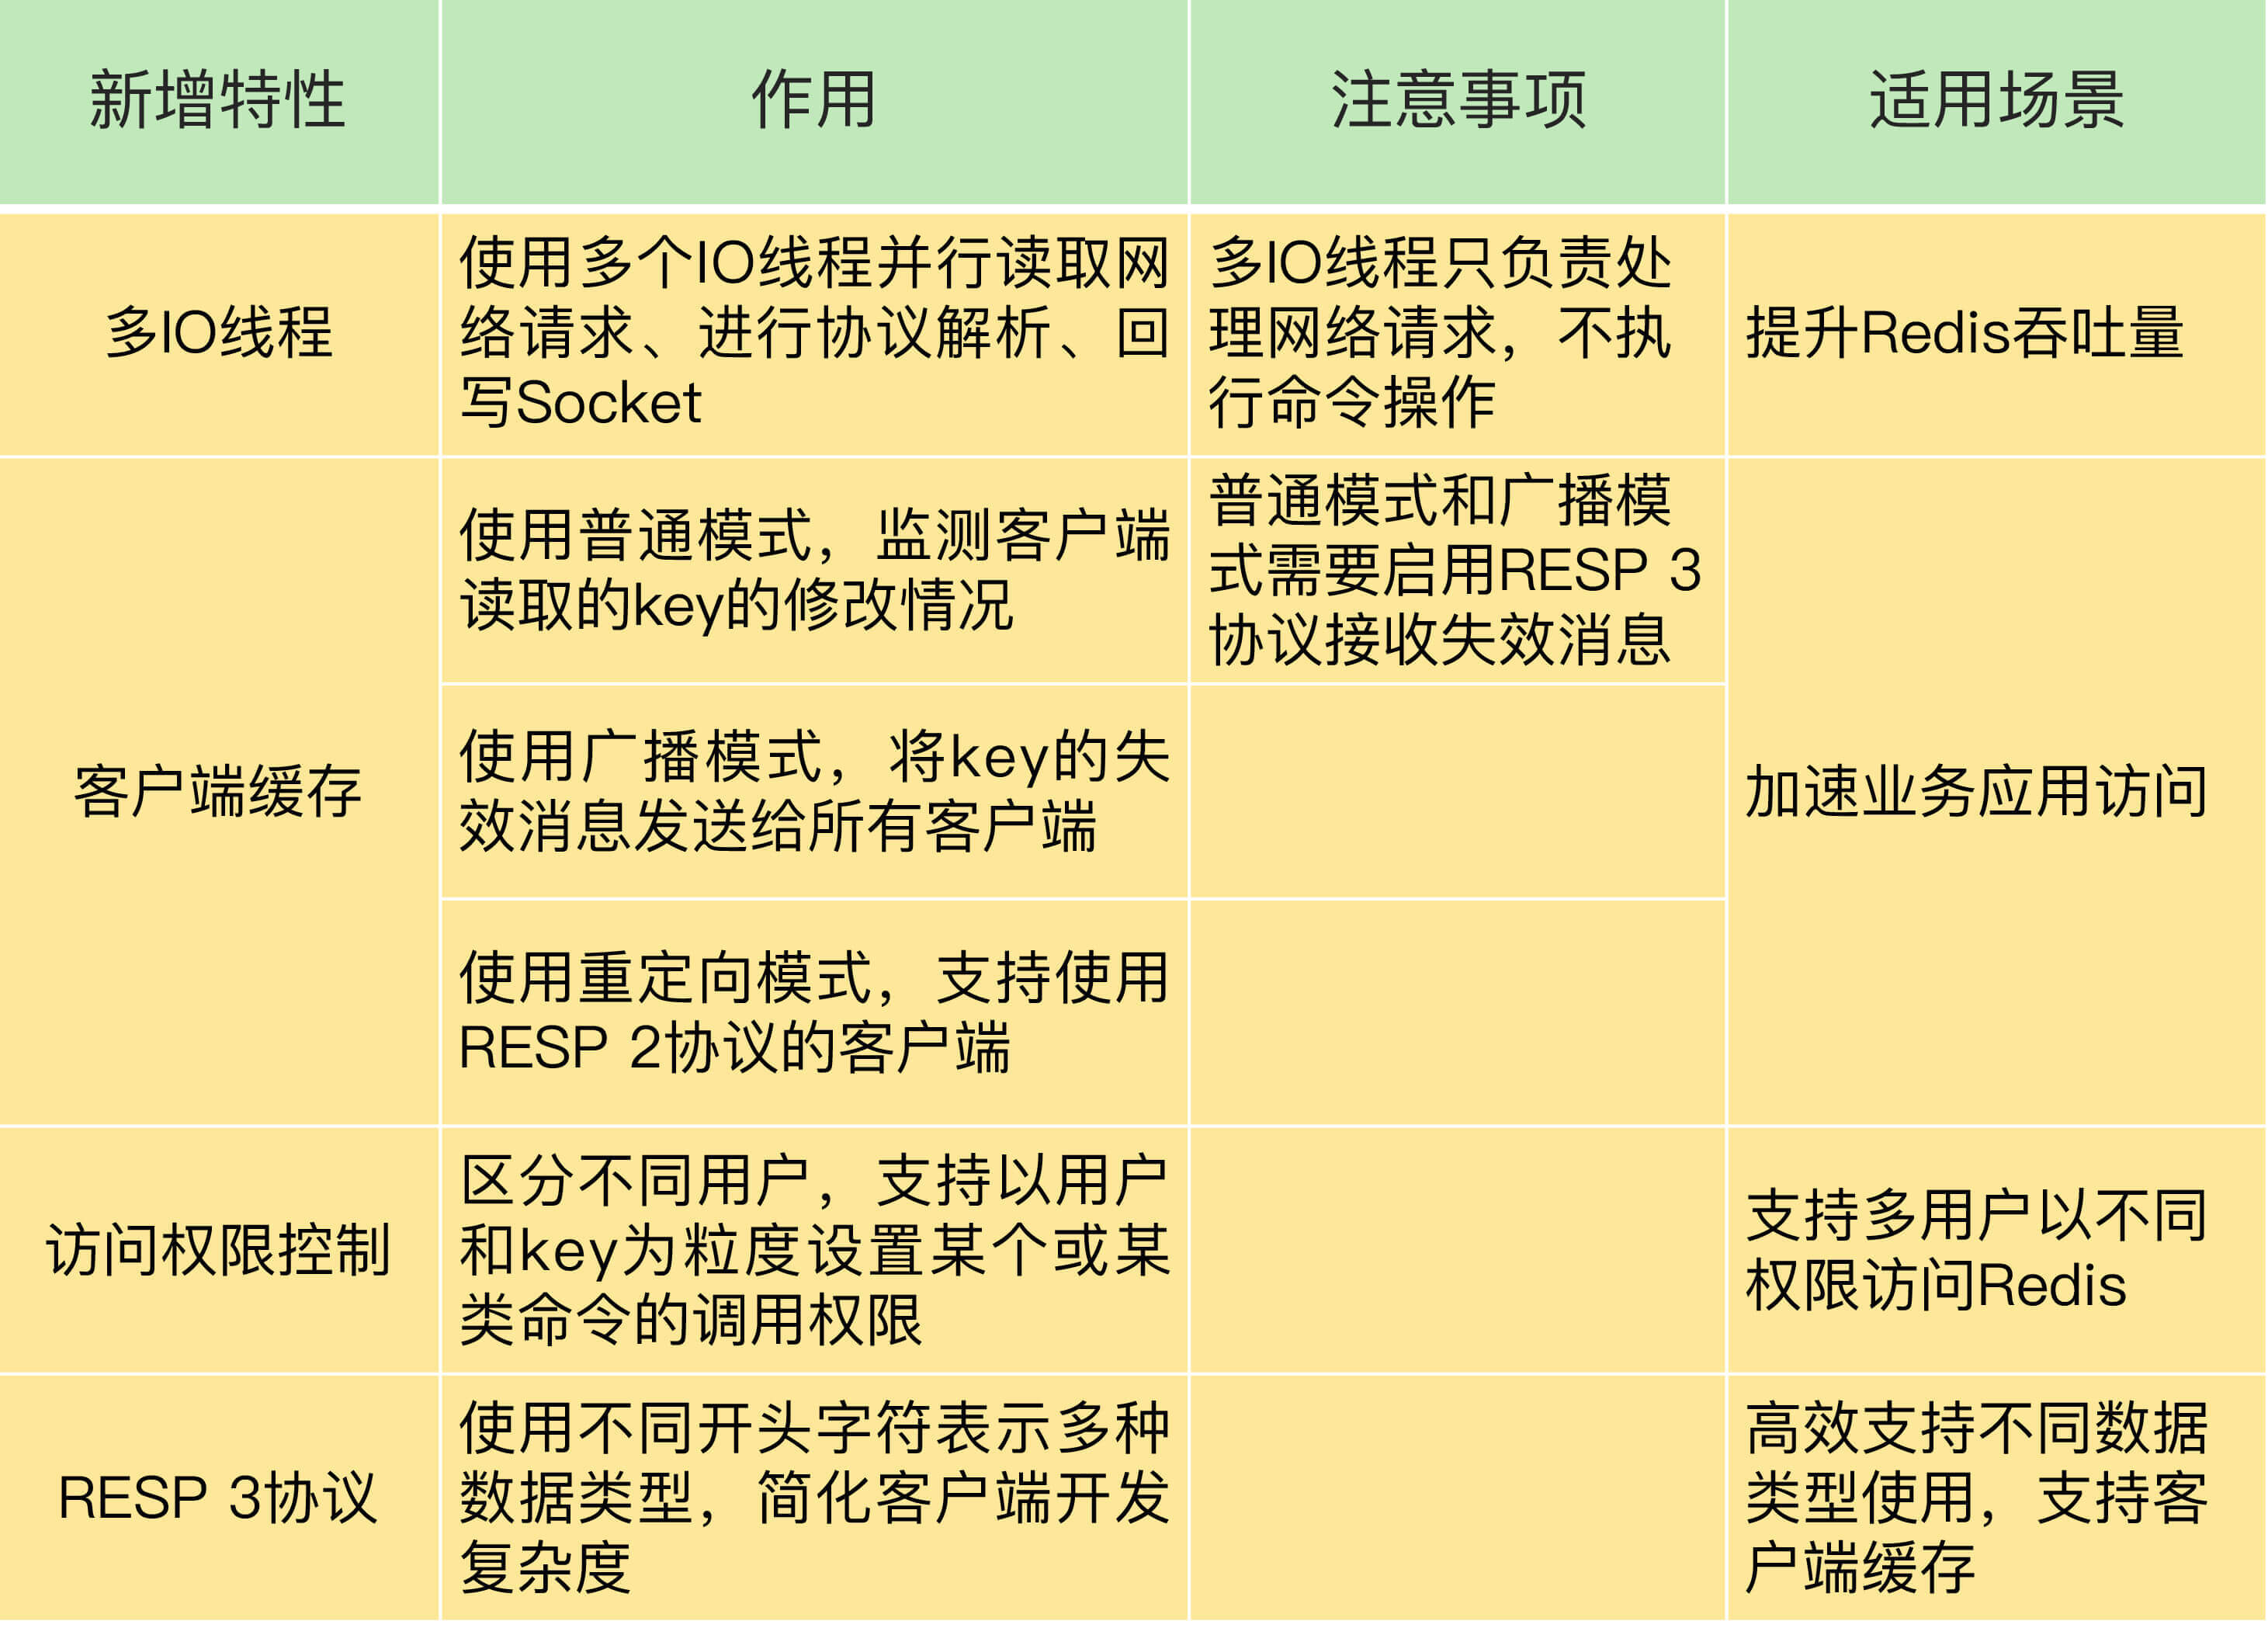 新增特性
作用
注意事项
适用场景
多IO线程
使用多个IO线程并行读取网
络请求、进行协议解析、回
写Socket
多IO线程只负责处
理网络请求，不执
行命令操作
提升Redis吞吐量
客户端缓存
使用普通模式，监测客户端
读取的key的修改情况
普通模式和广播模
式需要启用RESP 3
协议接收失效消息
使用广播模式，将key的失
效消息发送给所有客户端
使用重定向模式，支持使用
RESP 2协议的客户端
加速业务应用访问
访问权限控制
区分不同用户，支持以用户
和key为粒度设置某个或某
类命令的调用权限
支持多用户以不同
权限访问Redis
RESP 3协议
使用不同开头字符表示多种
数据类型，简化客户端开发
复杂度
高效支持不同数据
类型使用，支持客
户端缓存